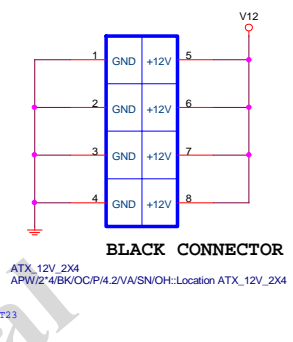 V12
1 GND +12V 5
2 GND +12V 6
3 GND +12V 7
4 GND +12V 8
BLACK CONNECTOR
ATX_12V_2X4
APW/2*4/BK/OC/P/4.2/VA/SN/OH::Location ATX_12V_2X4
T23